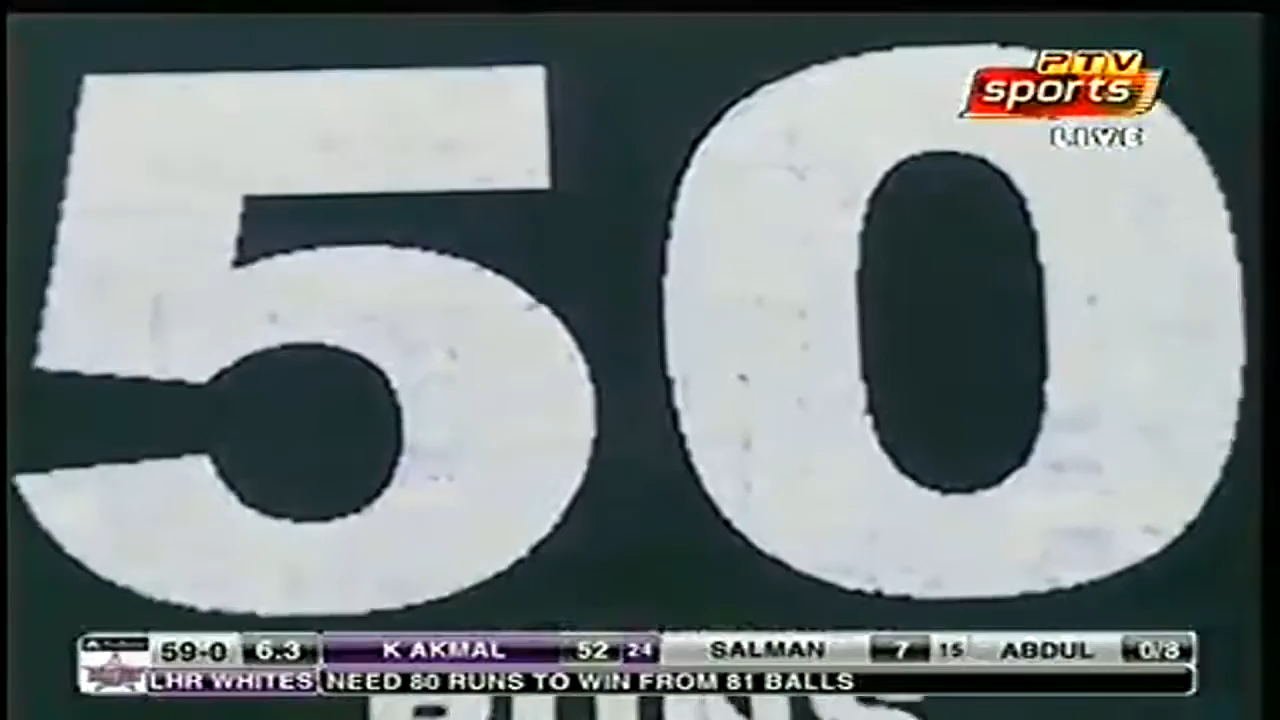 50
PTV
sports
LIVE
59-0 6.3 K AKMAL 52 24 SALMAN 7 15 ABDUL 0/8
LHR WHITES NEED 80 RUNS TO WIN FROM 81 BALLS
RUNS